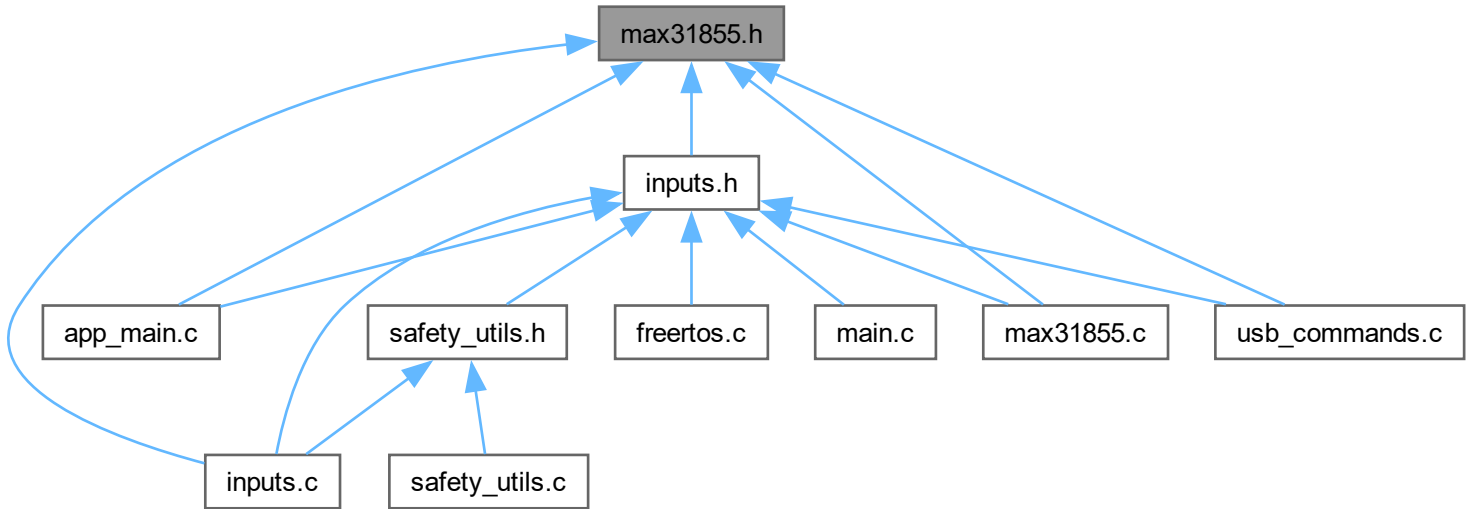 max31855.h
inputs.h
app_main.c
safety_utils.h
freertos.c
main.c
max31855.c
usb_commands.c
inputs.c
safety_utils.c